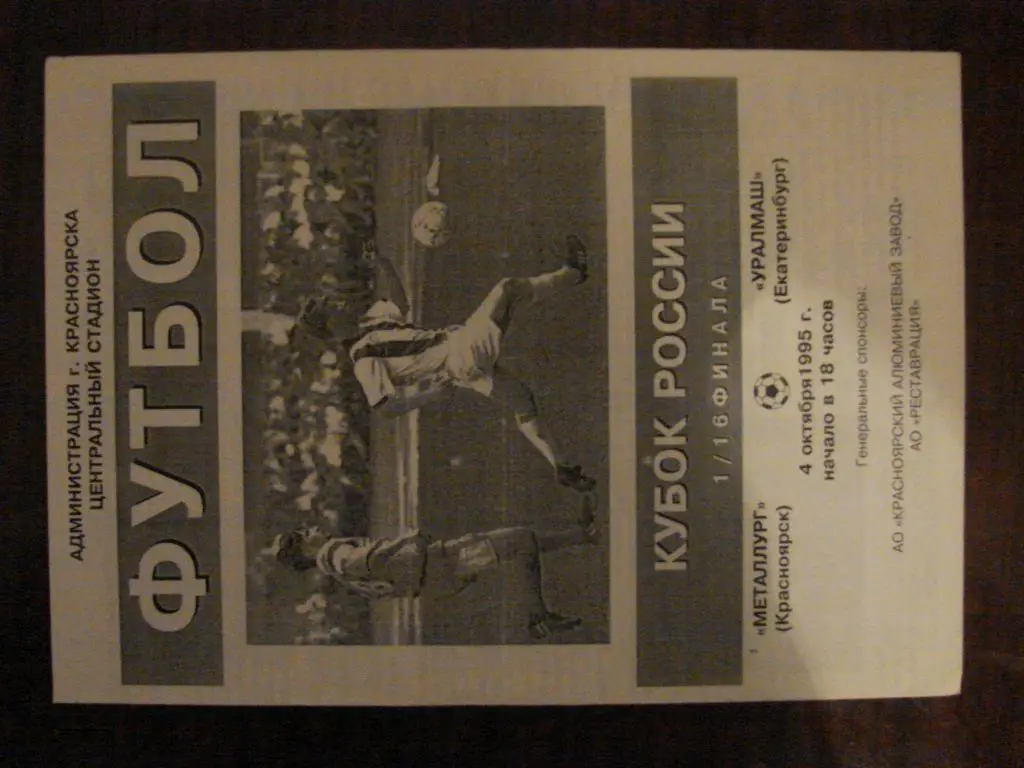 АДМИНИСТРАЦИЯ г. КРАСНОЯРСКА
ЦЕНТРАЛЬНЫЙ СТАДИОН
ФУТБОЛ
КУБОК РОССИИ
1/16 ФИНАЛА
«МЕТАЛЛУРГ» «УРАЛМАШ»
(Красноярск) (Екатеринбург)
4 октября 1995 г.
начало в 18 часов
Генеральные спонсоры:
АО «КРАСНОЯРСКИЙ АЛЮМИНИЕВЫЙ ЗАВОД»
АО «РЕСТАВРАЦИЯ»